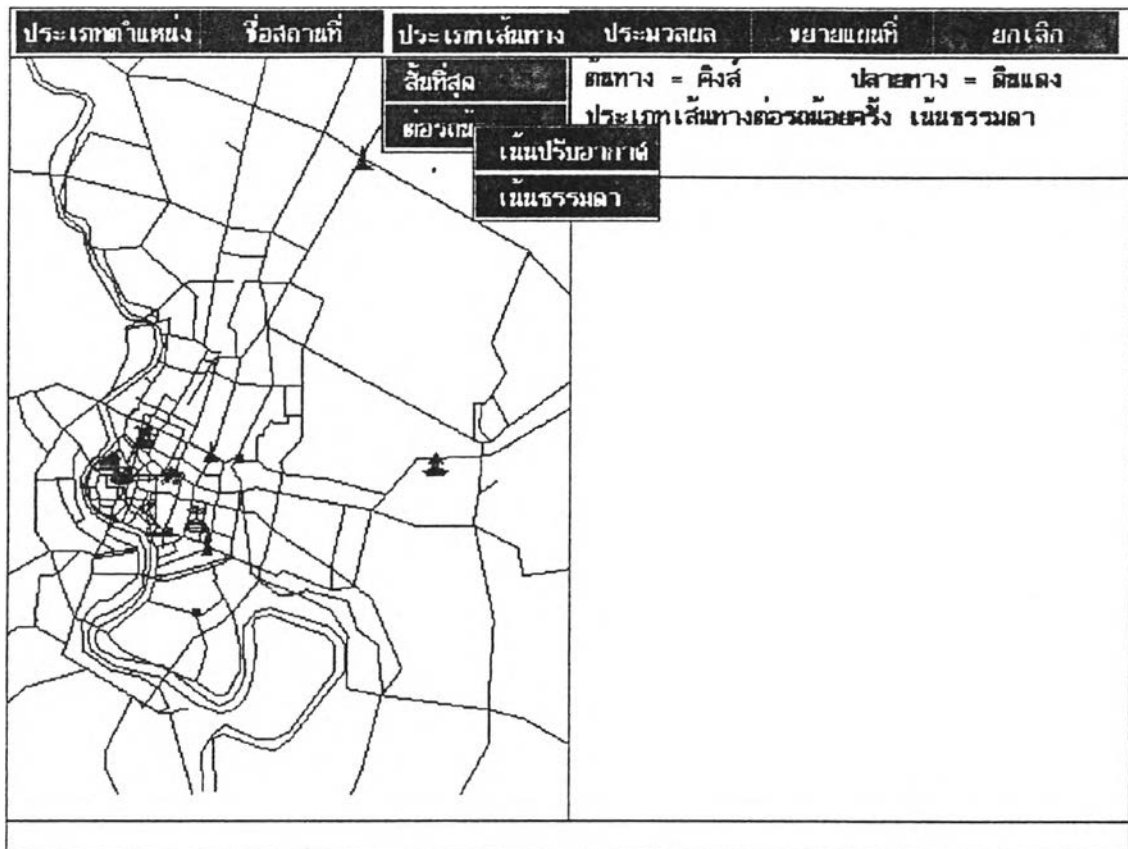 ประเภทตำแหน่ง ชื่อสถานที่ ประเภทเส้นทาง ประมวลผล ขยายแผนที่ ยกเลิก
สั้นที่สุด
ต่อรถน้
เน้นปรับอากาศ
เน้นธรรมดา
ต้นทาง = คิงส์ ปลายทาง = ดินแดง
ประเภทเส้นทางต่อรถน้อยครั้ง เน้นธรรมดา